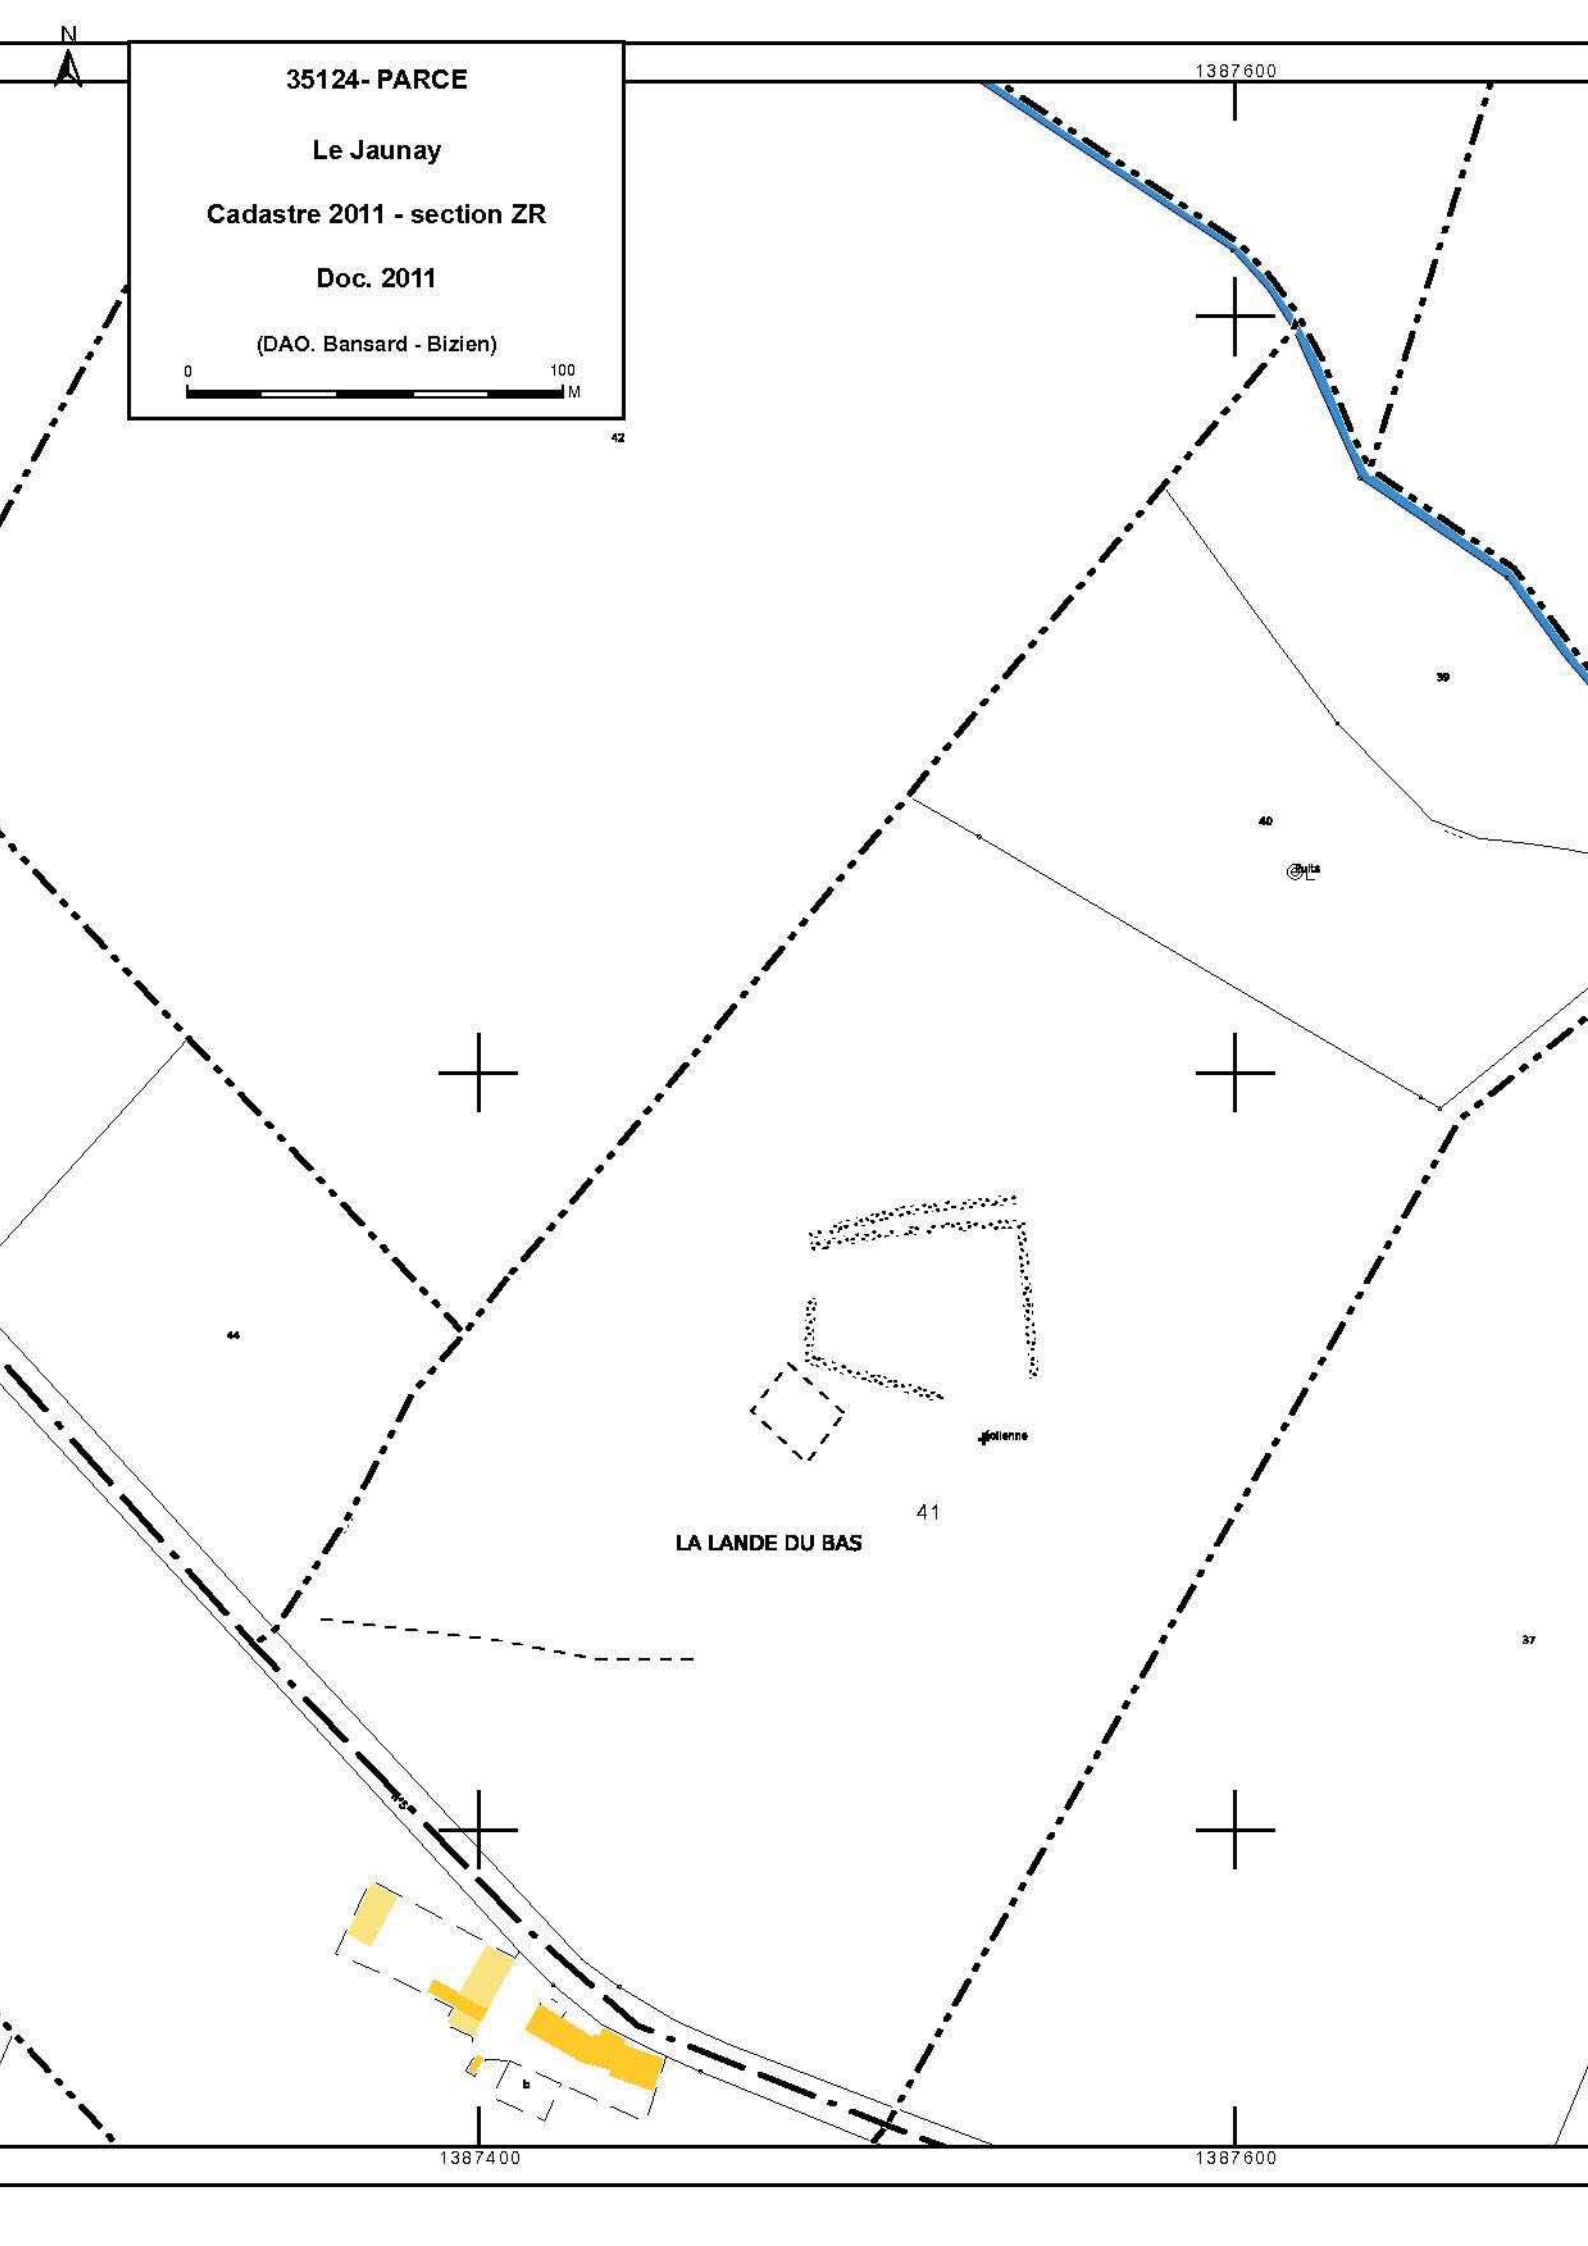 N
1387600
35124- PARCE
Le Jaunay
Cadastre 2011 - section ZR
Doc. 2011
(DAO. Bansard - Bizien)
0 100
M
42
39
40
Puits
44
Eolienne
41
LA LANDE DU BAS
37
b
1387400 1387600